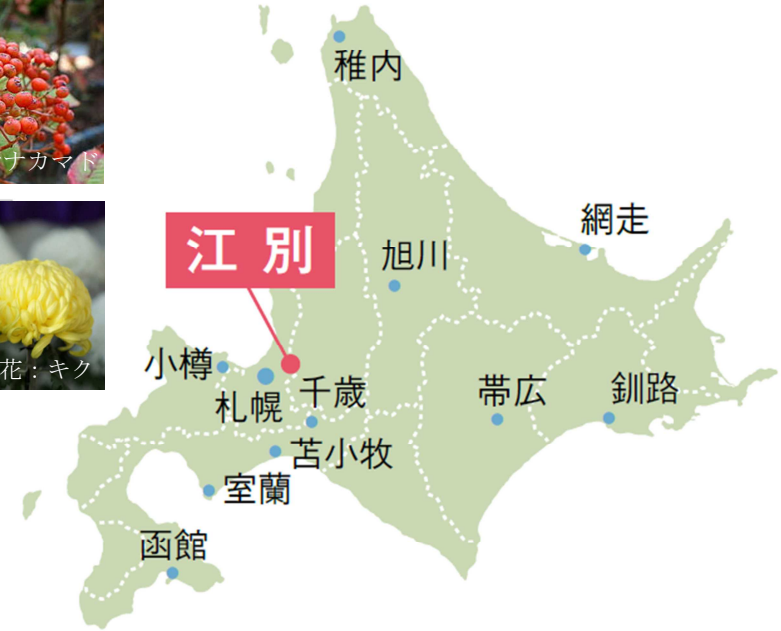 ナカマド
花：キク
稚内
網走
江別
旭川
小樽
札幌
千歳
帯広
釧路
苫小牧
室蘭
函館